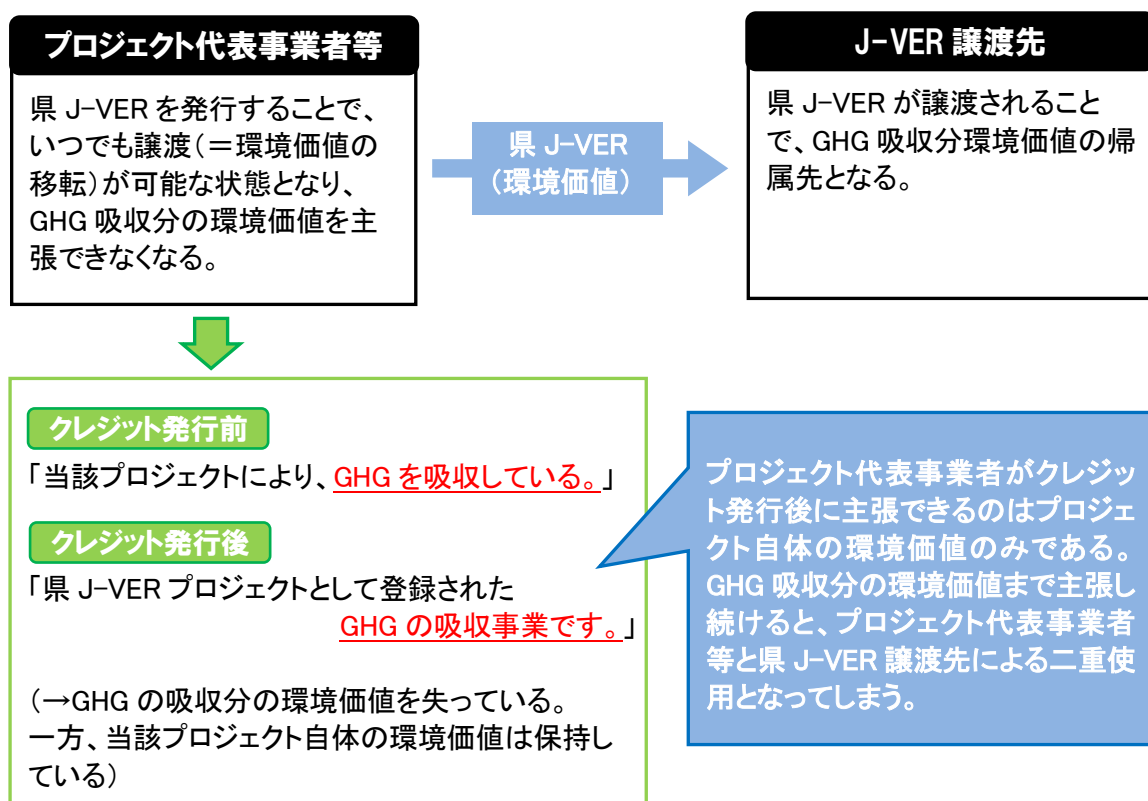 プロジェクト代表事業者等
県 J-VER を発行することで、
いつでも譲渡(=環境価値の
移転)が可能な状態となり、
GHG 吸収分の環境価値を主
張できなくなる。
県 J-VER
(環境価値)
J-VER 譲渡先
県 J-VER が譲渡されること
で、GHG 吸収分環境価値の帰
属先となる。
クレジット発行前
「当該プロジェクトにより、GHG を吸収している。」
クレジット発行後
「県 J-VER プロジェクトとして登録された
GHG の吸収事業です。」
(→GHG の吸収分の環境価値を失っている。
一方、当該プロジェクト自体の環境価値は保持し
ている)
プロジェクト代表事業者がクレジッ
ト発行後に主張できるのはプロジェ
クト自体の環境価値のみである。
GHG 吸収分の環境価値まで主張し
続けると、プロジェクト代表事業者
等と県 J-VER 譲渡先による二重使
用となってしまう。